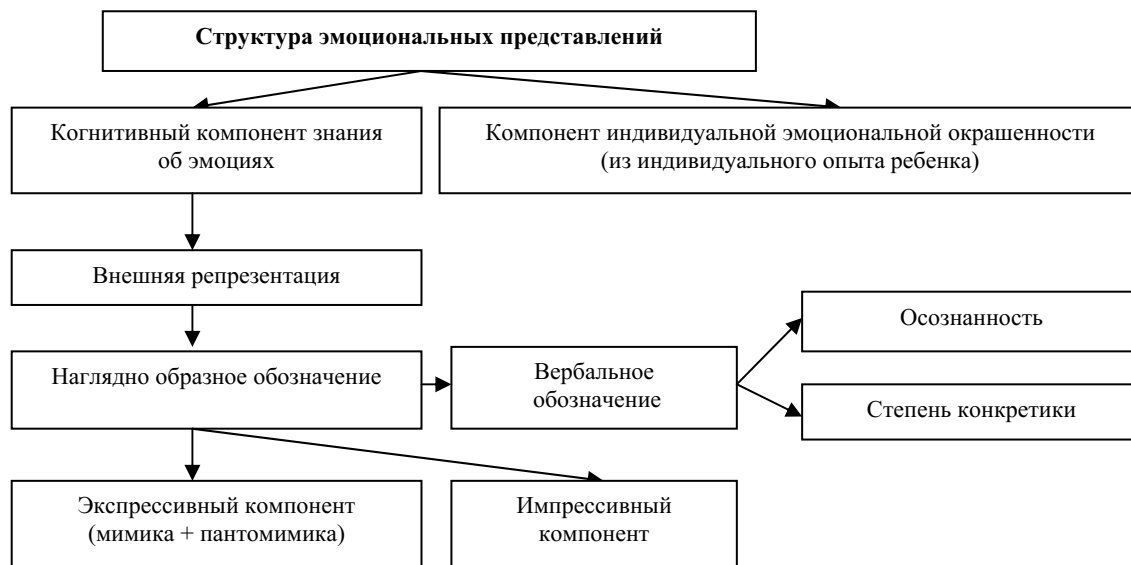 Структура эмоциональных представлений
Когнитивный компонент знания
об эмоциях
Компонент индивидуальной эмоциональной окрашенности
(из индивидуального опыта ребенка)
Внешняя репрезентация
Наглядно образное обозначение
Вербальное
обозначение
Осознанность
Степень конкретики
Экспрессивный компонент
(мимика + пантомимика)
Импрессивный
компонент